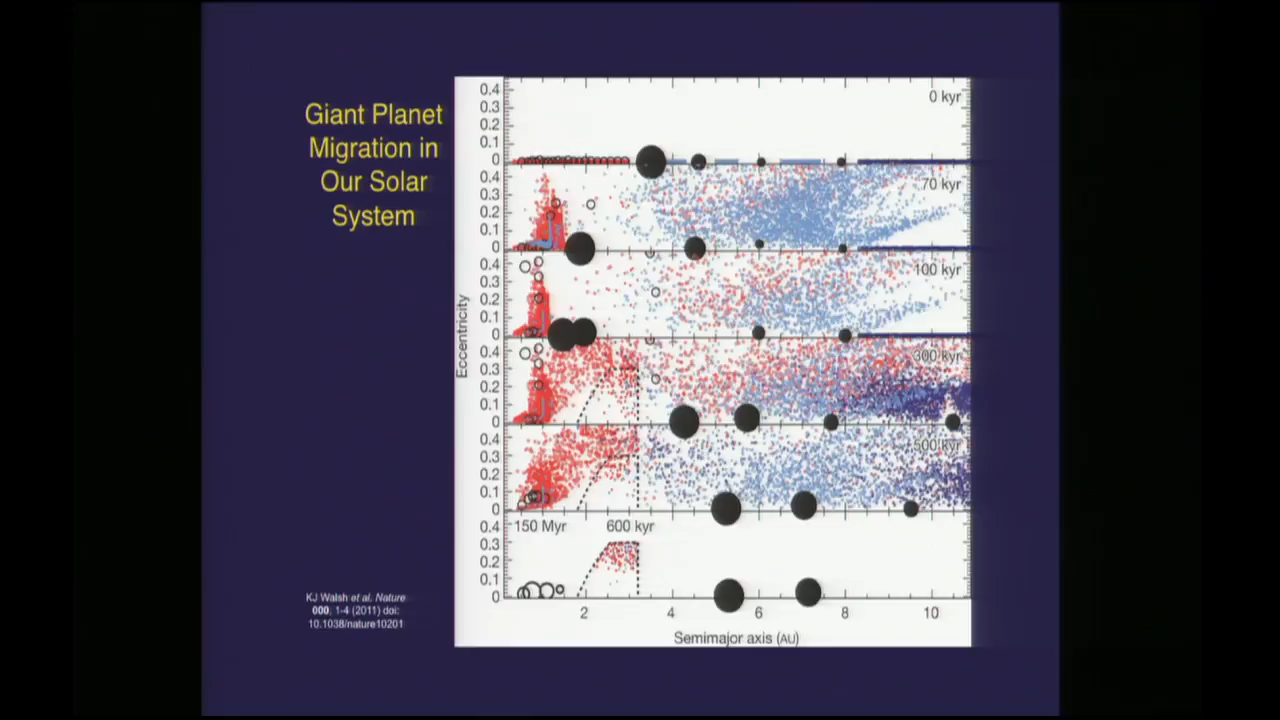 Giant Planet
Migration in
Our Solar
System
0.4
0.3
0.2
0.1
0
0 kyr
0.4
0.3
0.2
0.1
0
70 kyr
0.4
0.3
0.2
0.1
0
100 kyr
0.4
0.3
0.2
0.1
0
300 kyr
0.4
0.3
0.2
0.1
0
500 kyr
0.4
0.3
0.2
0.1
0
150 Myr 600 kyr
Eccentricity
2 4 6 8 10
Semimajor axis (AU)
KJ Walsh et al. Nature
000, 1-4 (2011) doi:
10.1038/nature10201